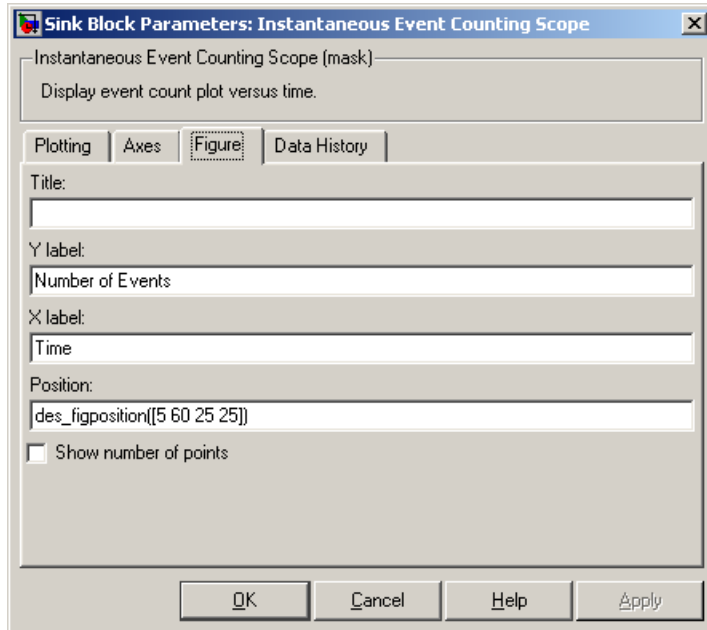 Sink Block Parameters: Instantaneous Event Counting Scope
Instantaneous Event Counting Scope (mask)
Display event count plot versus time.
Plotting Axes Figure Data History
Title:
Y label:
Number of Events
X label:
Time
Position:
des_figposition([5 60 25 25])
Show number of points
OK Cancel Help Apply